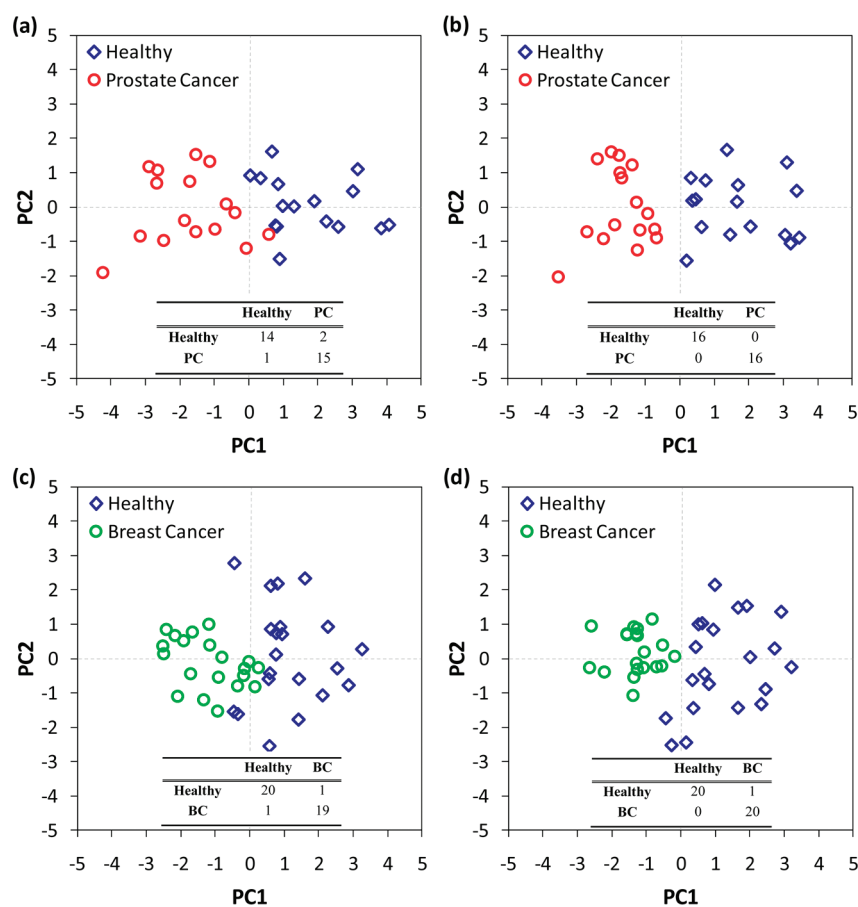 (a)
Healthy
Prostate Cancer
5
4
3
2
1
0
-1
-2
-3
-4
-5
PC2
Healthy PC
Healthy 14 2
PC 1 15
-5 -4 -3 -2 -1 0 1 2 3 4 5
PC1
(b)
Healthy
Prostate Cancer
5
4
3
2
1
0
-1
-2
-3
-4
-5
PC2
Healthy PC
Healthy 16 0
PC 0 16
-5 -4 -3 -2 -1 0 1 2 3 4 5
PC1
(c)
Healthy
Breast Cancer
5
4
3
2
1
0
-1
-2
-3
-4
-5
PC2
Healthy BC
Healthy 20 1
BC 1 19
-5 -4 -3 -2 -1 0 1 2 3 4 5
PC1
(d)
Healthy
Breast Cancer
5
4
3
2
1
0
-1
-2
-3
-4
-5
PC2
Healthy BC
Healthy 20 1
BC 0 20
-5 -4 -3 -2 -1 0 1 2 3 4 5
PC1